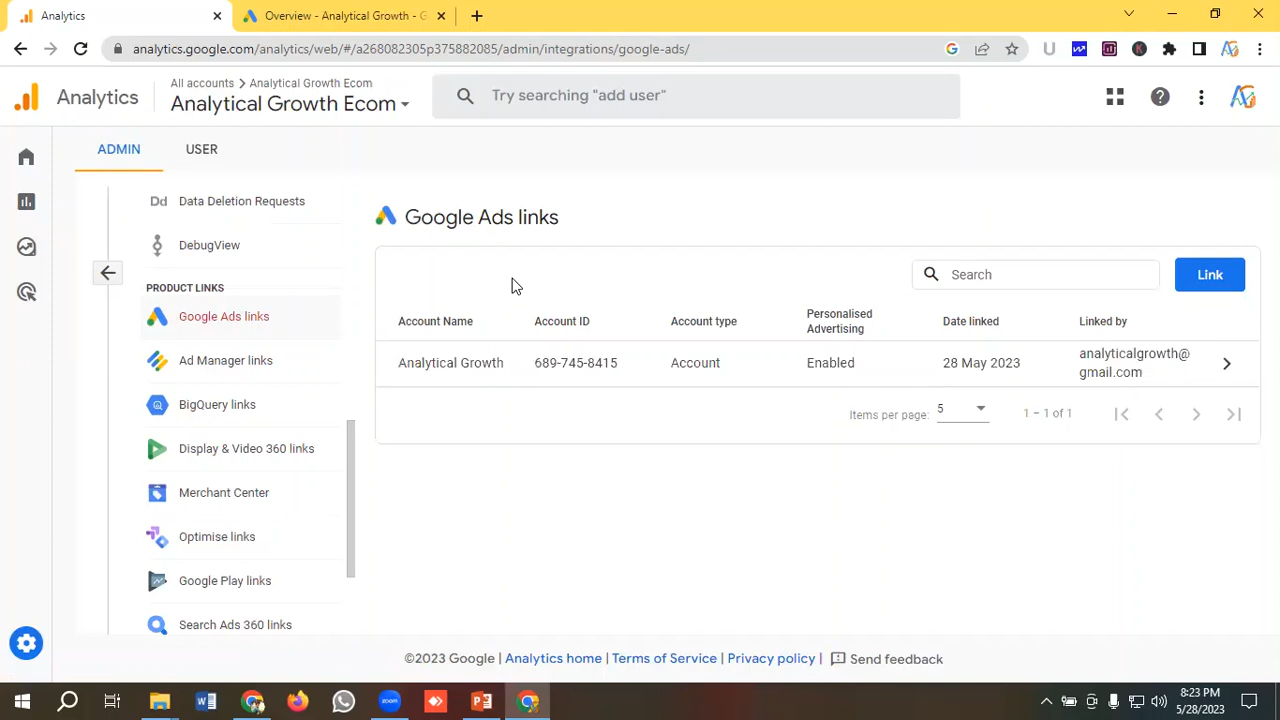 Analytics
Overview - Analytical Growth - G
analytics.google.com/analytics/web/#/a268082305p375882085/admin/integrations/google-ads/
Analytics
All accounts > Analytical Growth Ecom
Analytical Growth Ecom
Try searching "add user"
ADMIN
USER
Dd Data Deletion Requests
DebugView
PRODUCT LINKS
Google Ads links
Ad Manager links
BigQuery links
Display & Video 360 links
Merchant Center
Optimise links
Google Play links
Search Ads 360 links
Google Ads links
Search
Link
Account Name
Account ID
Account type
Personalised
Advertising
Date linked
Linked by
Analytical Growth
689-745-8415
Account
Enabled
28 May 2023
analyticalgrowth@
gmail.com
Items per page: 5
1 – 1 of 1
©2023 Google | Analytics home | Terms of Service | Privacy policy | Send feedback
zoom
8:23 PM
5/28/2023